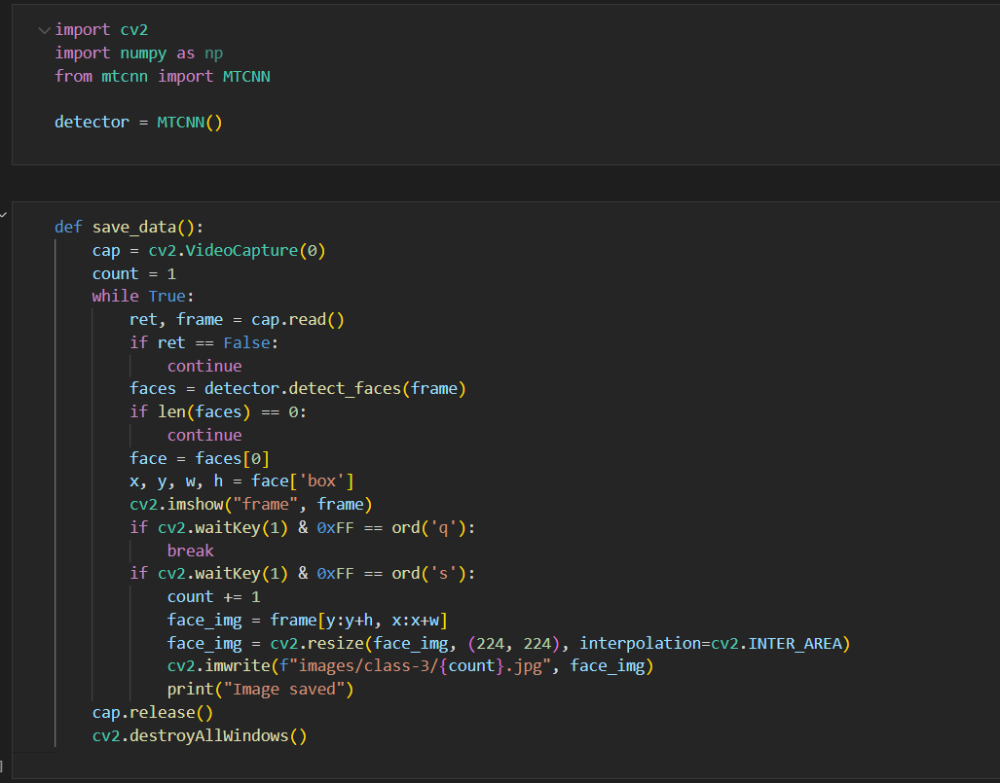 import cv2
import numpy as np
from mtcnn import MTCNN
detector = MTCNN()
def save_data():
    cap = cv2.VideoCapture(0)
    count = 1
    while True:
        ret, frame = cap.read()
        if ret == False:
            continue
        faces = detector.detect_faces(frame)
        if len(faces) == 0:
            continue
        face = faces[0]
        x, y, w, h = face['box']
        cv2.imshow("frame", frame)
        if cv2.waitKey(1) & 0xFF == ord('q'):
            break
        if cv2.waitKey(1) & 0xFF == ord('s'):
            count += 1
            face_img = frame[y:y+h, x:x+w]
            face_img = cv2.resize(face_img, (224, 224), interpolation=cv2.INTER_AREA)
            cv2.imwrite(f"images/class-3/{count}.jpg", face_img)
            print("Image saved")
    cap.release()
    cv2.destroyAllWindows()
]